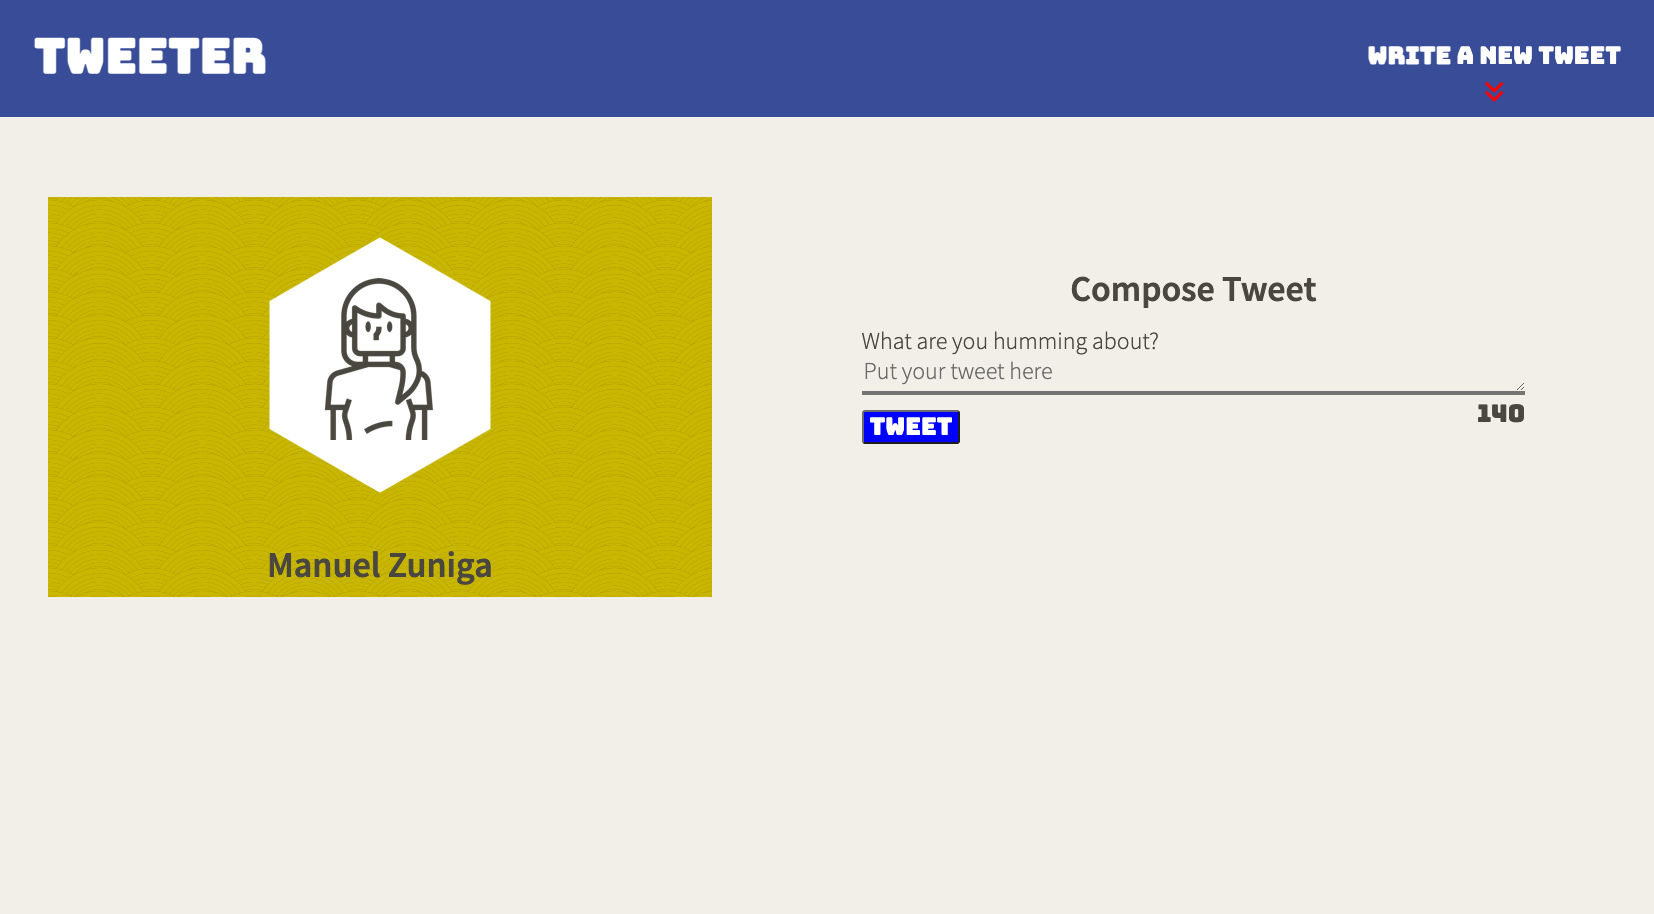 TWEETER
WRITE A NEW TWEET
Manuel Zuniga
Compose Tweet
What are you humming about?
Put your tweet here
TWEET
140